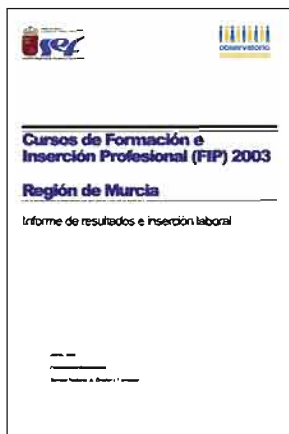 sef
observatorio
Cursos de Formación e
Inserción Profesional (FIP) 2003
Región de Murcia
Informe de resultados e inserción laboral